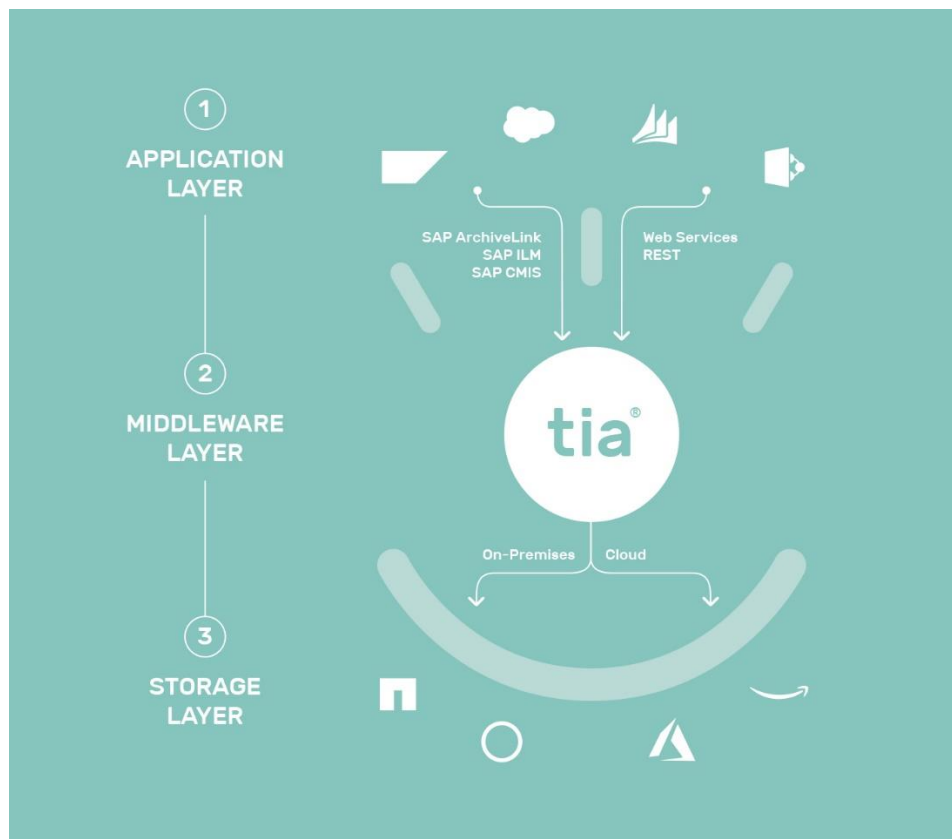 1
APPLICATION
LAYER
SAP ArchiveLink
SAP ILM
SAP CMIS
Web Services
REST
2
MIDDLEWARE
LAYER
tia®
On-Premises
Cloud
3
STORAGE
LAYER